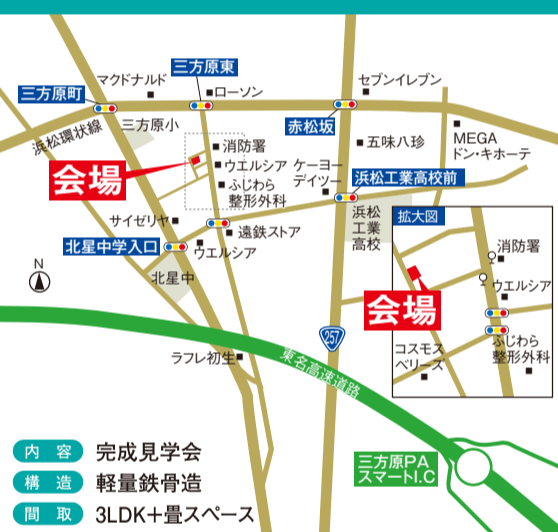 三方原東
マクドナルド
ローソン
セブンイレブン
三方原町
浜松環状線
三方原小
赤松坂
消防署
五味八珍
MEGA
ドン・キホーテ
会場
ウエルシア
ケーヨー
デイツー
ふじわら
整形外科
浜松工業高校前
サイゼリヤ
浜松
工業
高校
拡大図
遠鉄ストア
北星中学入口
ウエルシア
消防署
N
北星中
ウエルシア
会場
257
ふじわら
整形外科
コスモス
ベリーズ
ラフレ初生
東名高速道路
三方原PA
スマートI.C
内容 完成見学会
構造 軽量鉄骨造
間取 3LDK+畳スペース